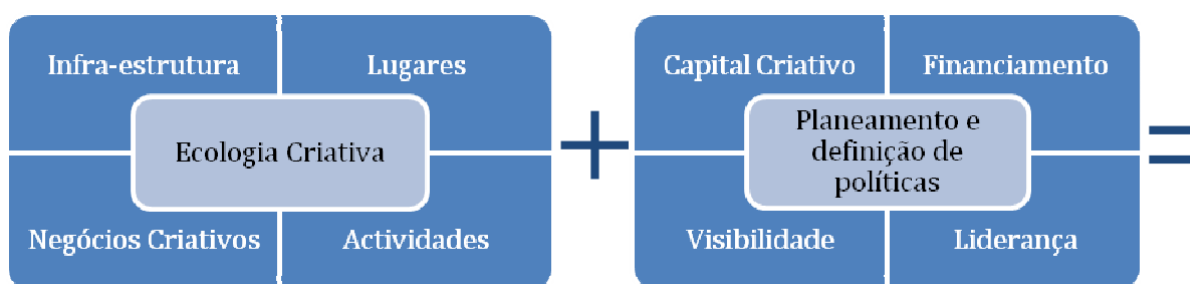 Infra-estrutura
Lugares
Ecologia Criativa
Negócios Criativos
Actividades
+
Capital Criativo
Financiamento
Planeamento e
definição de
políticas
Visibilidade
Liderança
=